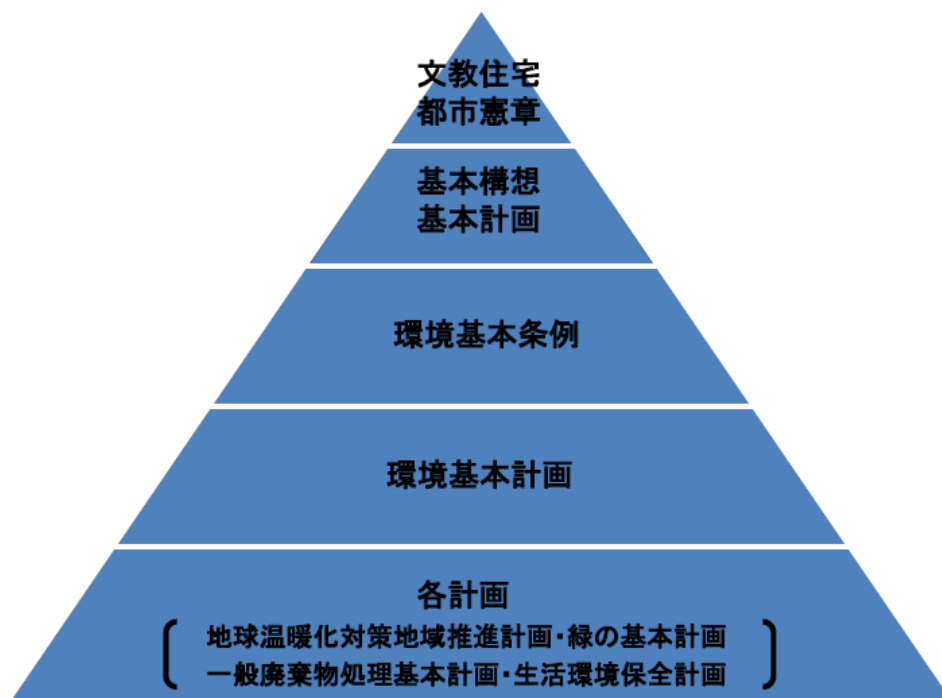 文教住宅
都市憲章
基本構想
基本計画
環境基本条例
環境基本計画
各計画
地球温暖化対策地域推進計画・緑の基本計画
一般廃棄物処理基本計画・生活環境保全計画